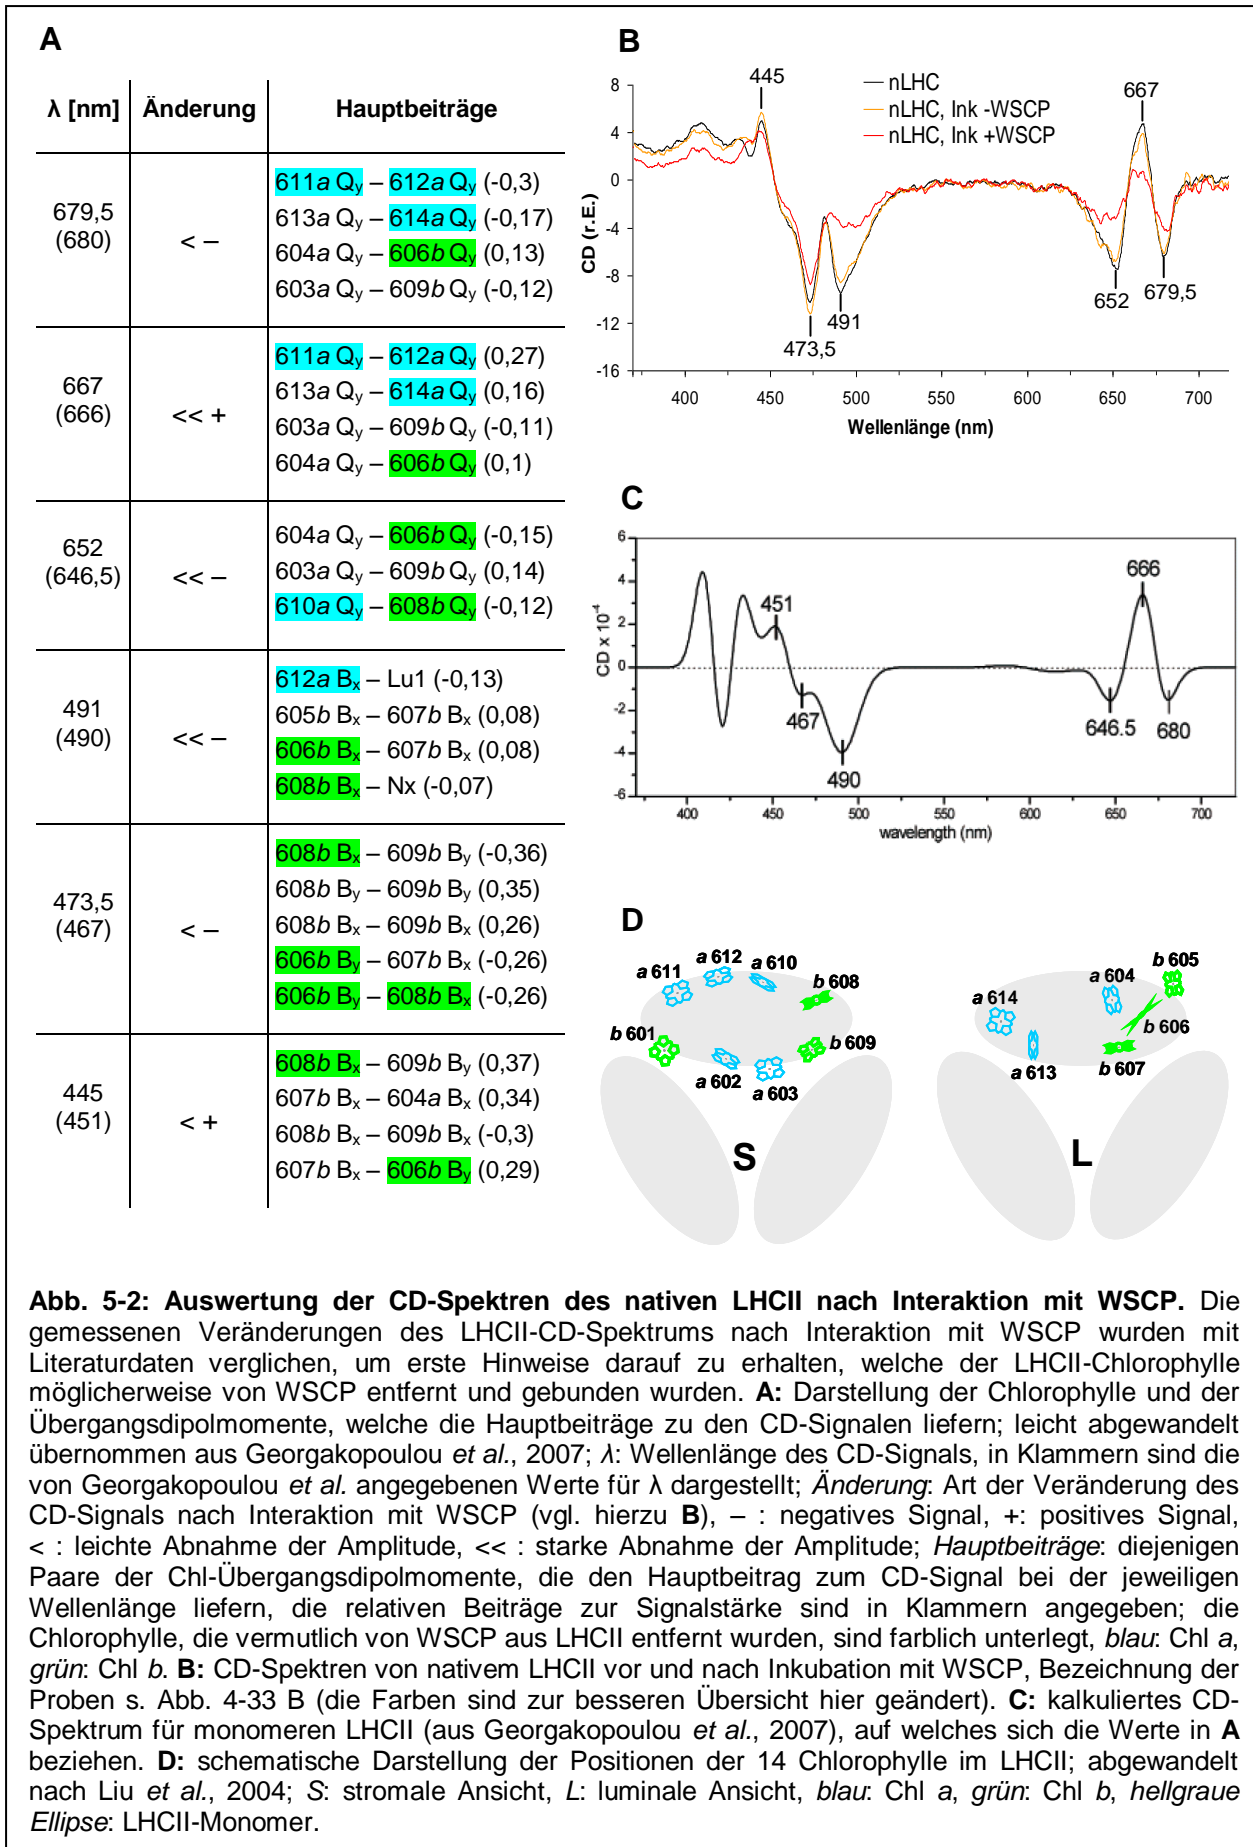 A
λ [nm] Änderung Hauptbeiträge
679,5
(680)
< –
611a Qy – 612a Qy (-0,3)
613a Qy – 614a Qy (-0,17)
604a Qy – 606b Qy (0,13)
603a Qy – 609b Qy (-0,12)
667
(666)
<< +
611a Qy – 612a Qy (0,27)
613a Qy – 614a Qy (0,16)
603a Qy – 609b Qy (-0,11)
604a Qy – 606b Qy (0,1)
652
(646,5)
<< –
604a Qy – 606b Qy (-0,15)
603a Qy – 609b Qy (0,14)
610a Qy – 608b Qy (-0,12)
491
(490)
<< –
612a Bx – Lu1 (-0,13)
605b Bx – 607b Bx (0,08)
606b Bx – 607b Bx (0,08)
608b Bx – Nx (-0,07)
473,5
(467)
< –
608b Bx – 609b By (-0,36)
608b By – 609b By (0,35)
608b Bx – 609b Bx (0,26)
606b By – 607b Bx (-0,26)
606b By – 608b Bx (-0,26)
445
(451)
< +
608b Bx – 609b By (0,37)
607b Bx – 604a Bx (0,34)
608b Bx – 609b Bx (-0,3)
607b Bx – 606b By (0,29)
B
nLHC
nLHC, Ink -WSCP
nLHC, Ink +WSCP
445
667
473,5
491
652
679,5
CD (r.E.)
8
4
0
-4
-8
-12
-16
400 450 500 550 600 650 700
Wellenlänge (nm)
C
CD x 10-4
6
4
2
0
-2
-4
-6
451
467
490
666
646.5
680
400 450 500 550 600 650 700
wavelength (nm)
D
a 611
a 612
a 610
b 608
b 601
a 602
a 603
b 609
S
a 614
a 613
a 604
b 605
b 606
b 607
L
Abb. 5-2: Auswertung der CD-Spektren des nativen LHCII nach Interaktion mit WSCP. Die
gemessenen Veränderungen des LHCII-CD-Spektrums nach Interaktion mit WSCP wurden mit
Literaturdaten verglichen, um erste Hinweise darauf zu erhalten, welche der LHCII-Chlorophylle
möglicherweise von WSCP entfernt und gebunden wurden. A: Darstellung der Chlorophylle und der
Übergangsdipolmomente, welche die Hauptbeiträge zu den CD-Signalen liefern; leicht abgewandelt
übernommen aus Georgakopoulou et al., 2007; λ: Wellenlänge des CD-Signals, in Klammern sind die
von Georgakopoulou et al. angegebenen Werte für λ dargestellt; Änderung: Art der Veränderung des
CD-Signals nach Interaktion mit WSCP (vgl. hierzu B), – : negatives Signal, +: positives Signal,
< : leichte Abnahme der Amplitude, << : starke Abnahme der Amplitude; Hauptbeiträge: diejenigen
Paare der Chl-Übergangsdipolmomente, die den Hauptbeitrag zum CD-Signal bei der jeweiligen
Wellenlänge liefern, die relativen Beiträge zur Signalstärke sind in Klammern angegeben; die
Chlorophylle, die vermutlich von WSCP aus LHCII entfernt wurden, sind farblich unterlegt, blau: Chl a,
grün: Chl b. B: CD-Spektren von nativem LHCII vor und nach Inkubation mit WSCP, Bezeichnung der
Proben s. Abb. 4-33 B (die Farben sind zur besseren Übersicht hier geändert). C: kalkuliertes CD-
Spektrum für monomeren LHCII (aus Georgakopoulou et al., 2007), auf welches sich die Werte in A
beziehen. D: schematische Darstellung der Positionen der 14 Chlorophylle im LHCII; abgewandelt
nach Liu et al., 2004; S: stromale Ansicht, L: luminale Ansicht, blau: Chl a, grün: Chl b, hellgraue
Ellipse: LHCII-Monomer.